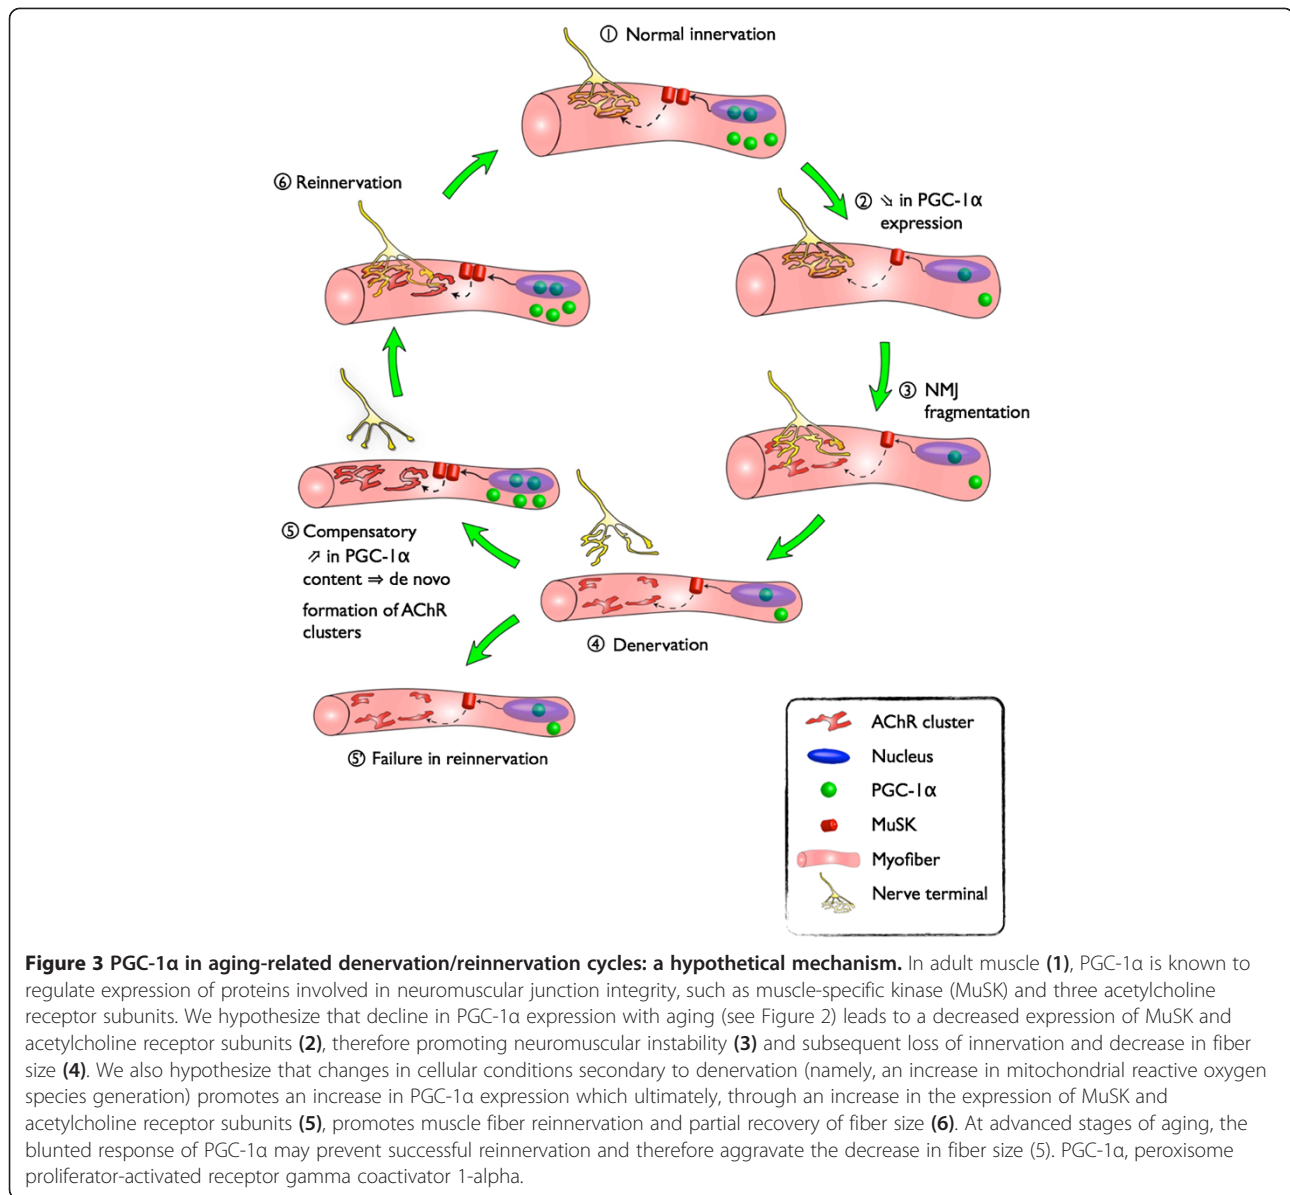 ① Normal innervation
② ⇘ in PGC-1α
expression
③ NMJ
fragmentation
④ Denervation
⑤ Compensatory
⇗ in PGC-1α
content ⇒ de novo
formation of AChR
clusters
⑤' Failure in reinnervation
⑥ Reinnervation
AChR cluster
Nucleus
PGC-1α
MuSK
Myofiber
Nerve terminal
Figure 3 PGC-1α in aging-related denervation/reinnervation cycles: a hypothetical mechanism. In adult muscle (1), PGC-1α is known to
regulate expression of proteins involved in neuromuscular junction integrity, such as muscle-specific kinase (MuSK) and three acetylcholine
receptor subunits. We hypothesize that decline in PGC-1α expression with aging (see Figure 2) leads to a decreased expression of MuSK and
acetylcholine receptor subunits (2), therefore promoting neuromuscular instability (3) and subsequent loss of innervation and decrease in fiber
size (4). We also hypothesize that changes in cellular conditions secondary to denervation (namely, an increase in mitochondrial reactive oxygen
species generation) promotes an increase in PGC-1α expression which ultimately, through an increase in the expression of MuSK and
acetylcholine receptor subunits (5), promotes muscle fiber reinnervation and partial recovery of fiber size (6). At advanced stages of aging, the
blunted response of PGC-1α may prevent successful reinnervation and therefore aggravate the decrease in fiber size (5). PGC-1α, peroxisome
proliferator-activated receptor gamma coactivator 1-alpha.